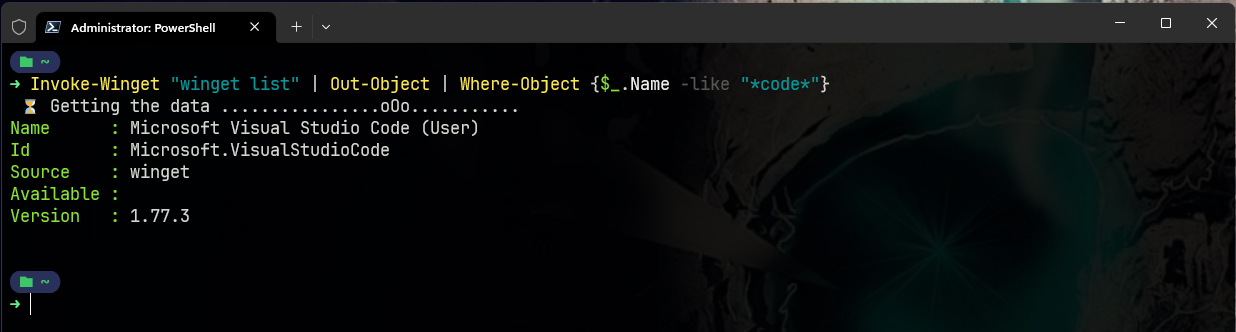 Administrator: PowerShell
~
➜ Invoke-Winget "winget list" | Out-Object | Where-Object {$_.Name -like "*code*"}
⏳ Getting the data ................oOo...........
Name      : Microsoft Visual Studio Code (User)
Id        : Microsoft.VisualStudioCode
Source    : winget
Available :
Version   : 1.77.3
~
➜